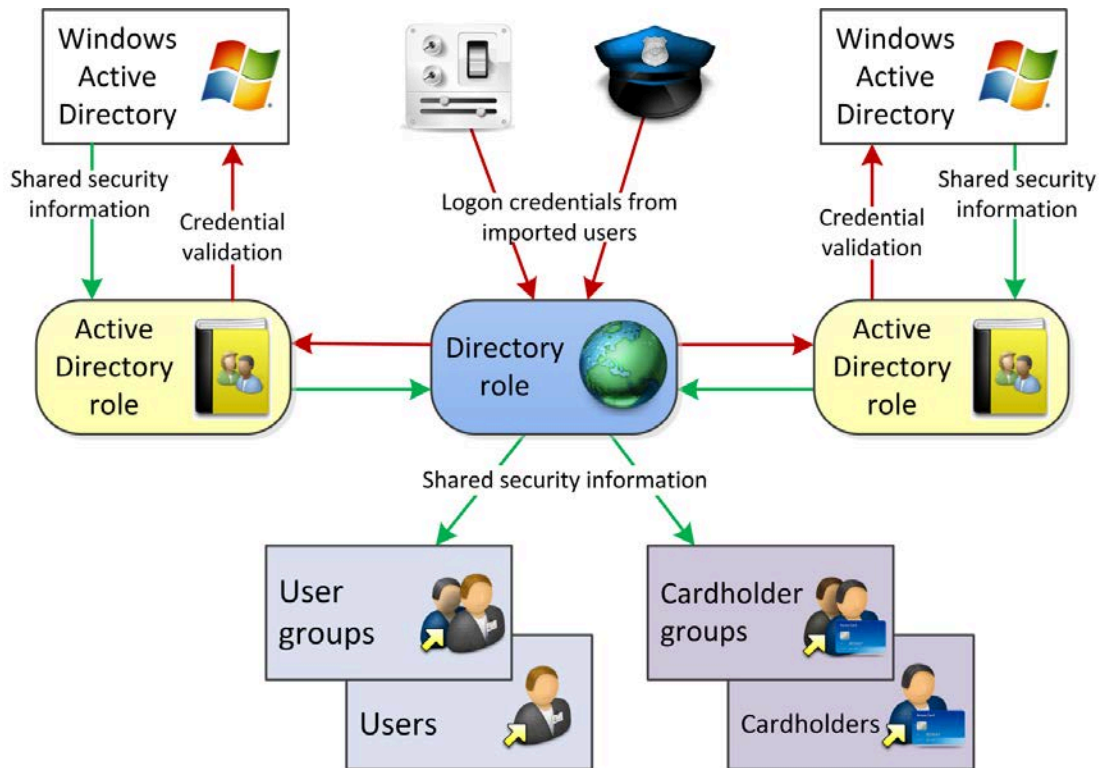 Windows
Active
Directory
Windows
Active
Directory
Shared security
information
Credential
validation
Logon credentials from
imported users
Credential
validation
Shared security
information
Active
Directory
role
Directory
role
Active
Directory
role
Shared security information
User
groups
Users
Cardholder
groups
Cardholders